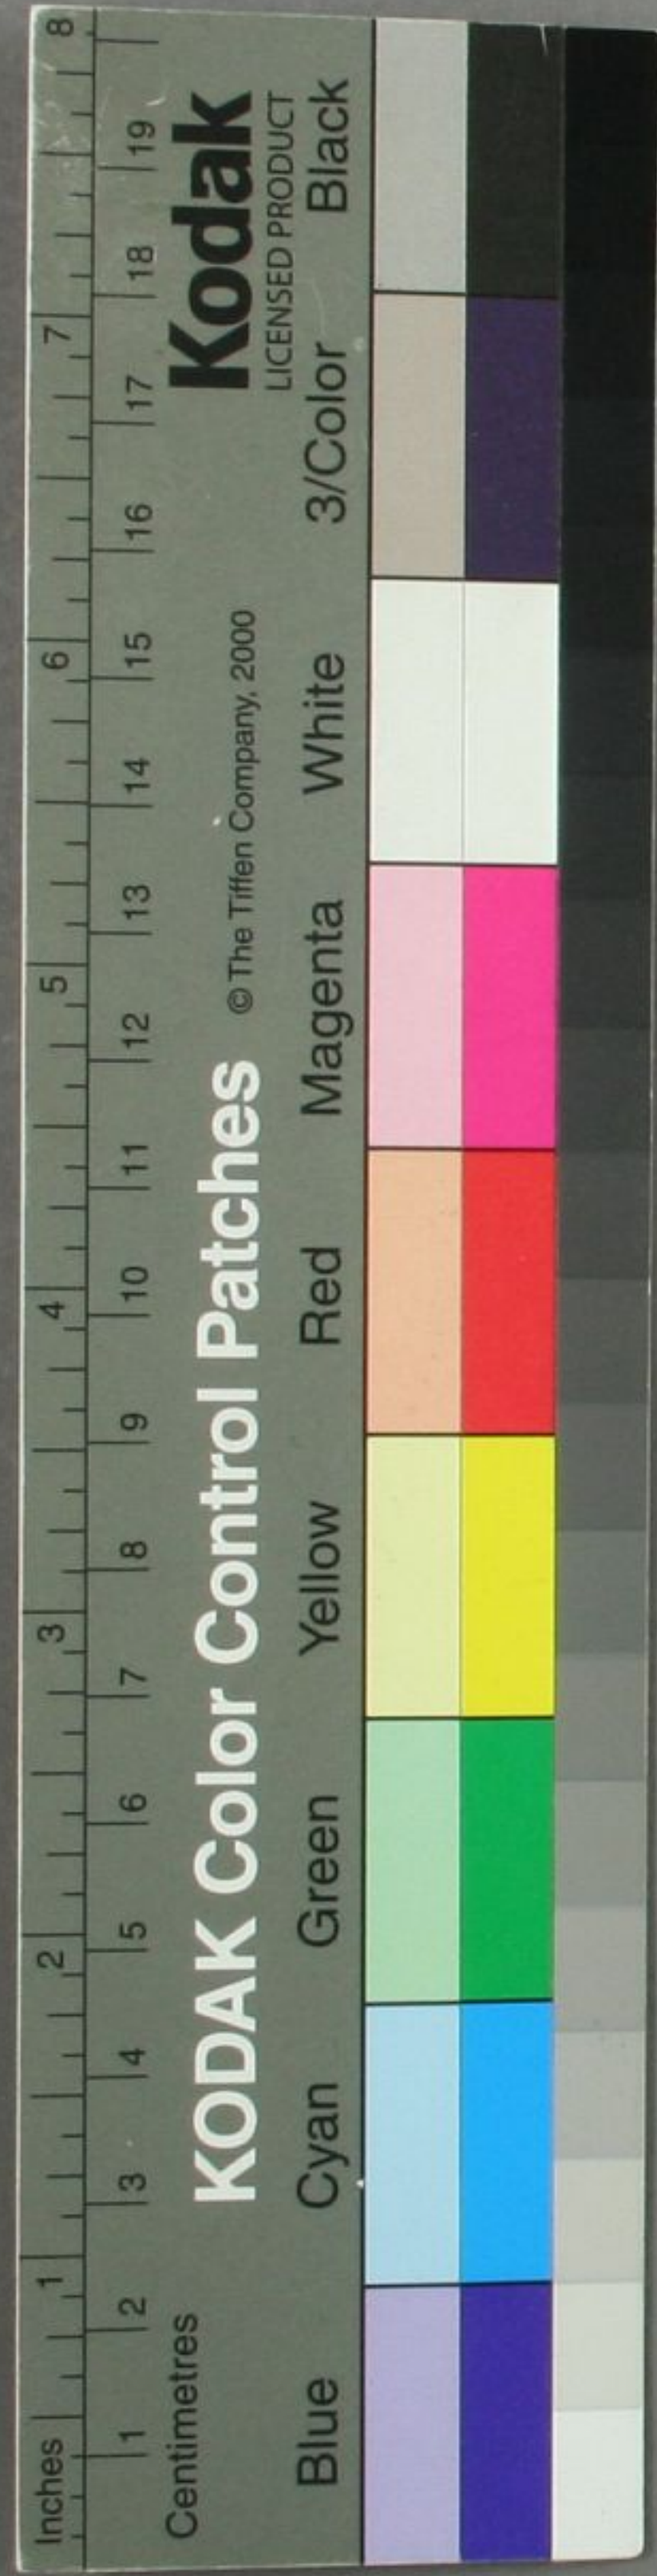 Inches 1 2 3 4 5 6 7 8
1 2 3 4 5 6 7 8 9 10 11 12 13 14 15 16 17 18 19
Centimetres
KODAK Color Control Patches © The Tiffen Company, 2000
Kodak
LICENSED PRODUCT
Blue Cyan Green Yellow Red Magenta White 3/Color Black